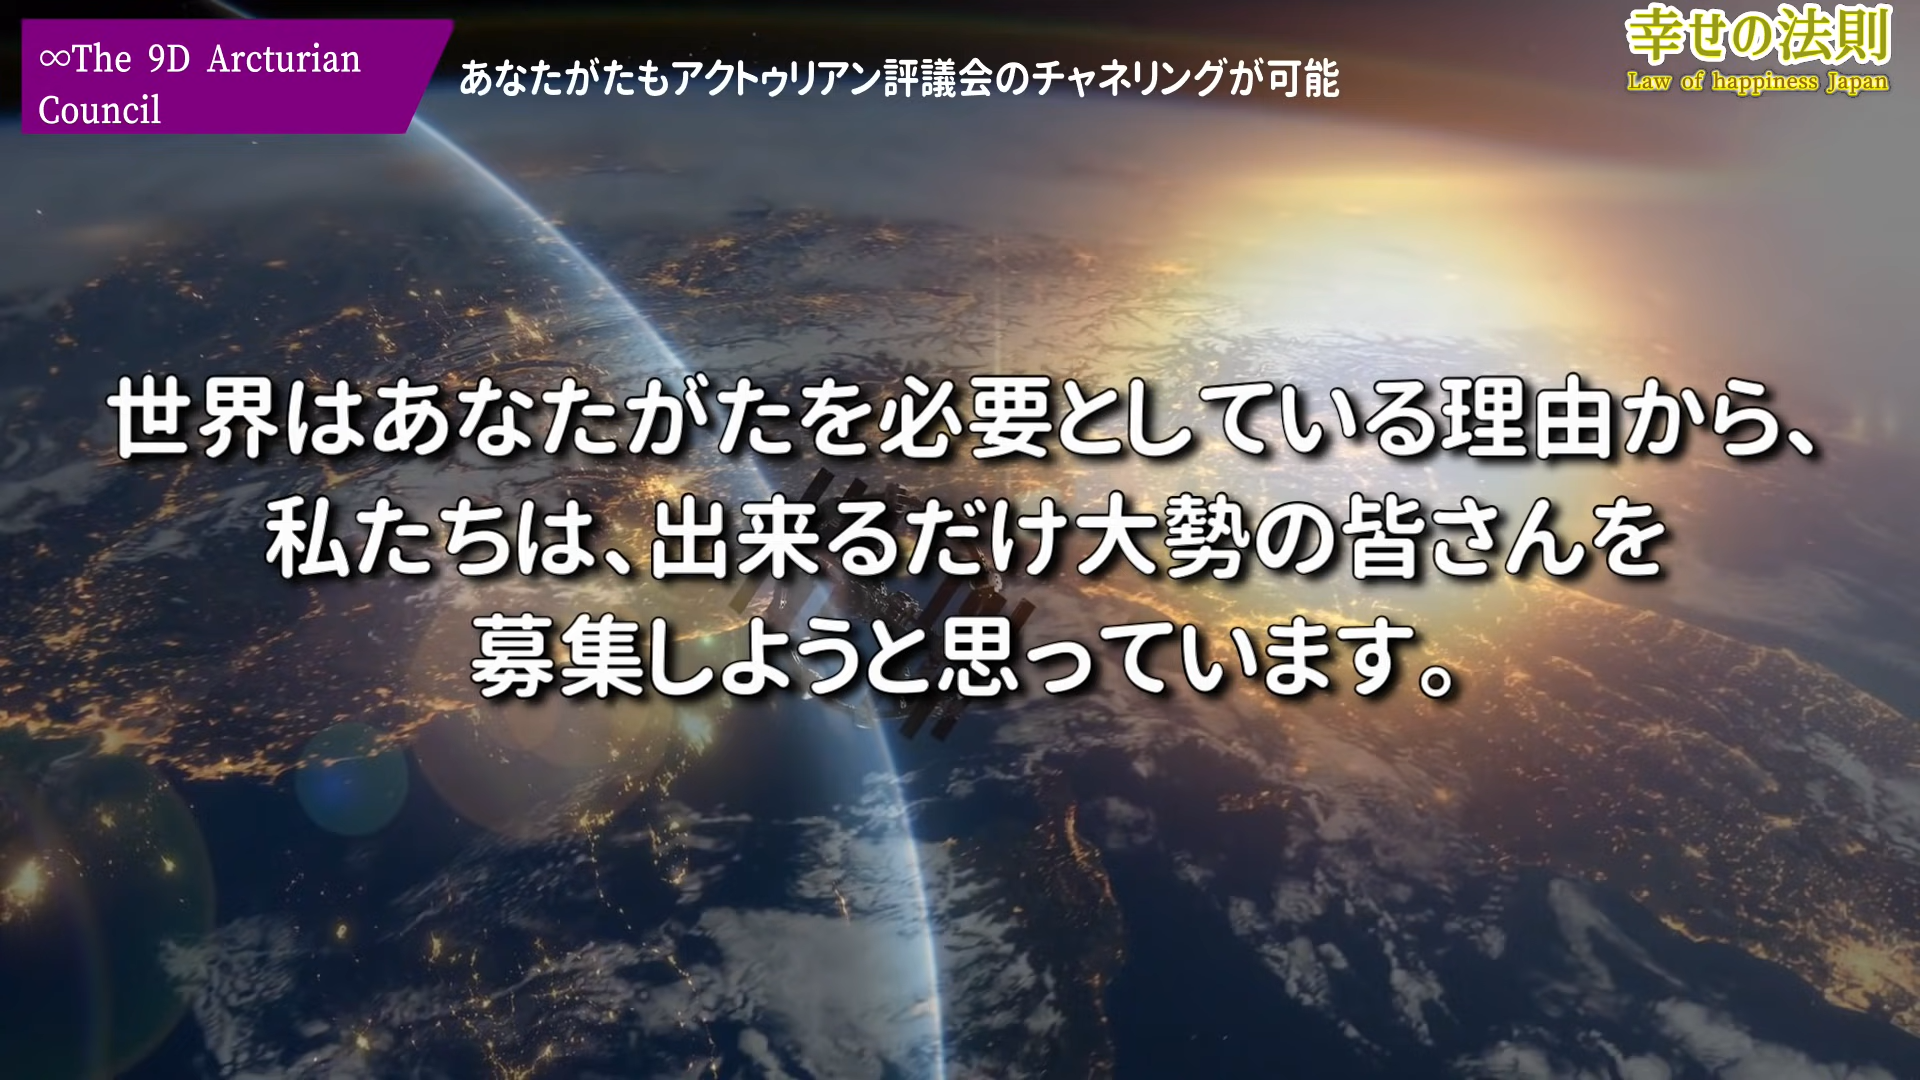 ∞The 9D Arcturian
Council
あなたがたもアクトゥリアン評議会のチャネリングが可能
幸せの法則
Law of happiness Japan
世界はあなたがたを必要としている理由から、
私たちは、出来るだけ大勢の皆さんを
募集しようと思っています。